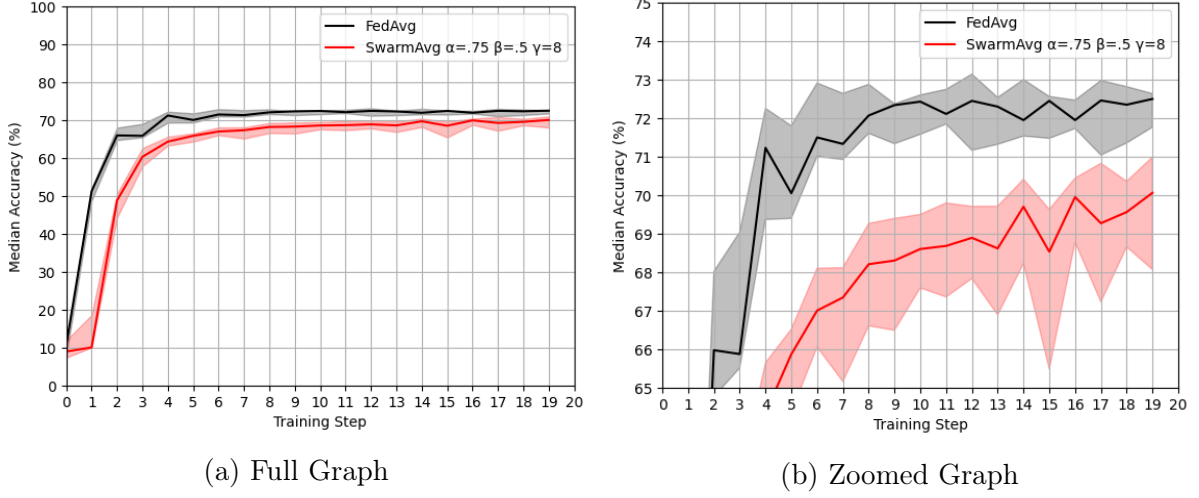 100
90
80
70
60
50
40
30
20
10
0
Median Accuracy (%)
FedAvg
SwarmAvg α=.75 β=.5 γ=8
0 1 2 3 4 5 6 7 8 9 10 11 12 13 14 15 16 17 18 19 20
Training Step
(a) Full Graph
75
74
73
72
71
70
69
68
67
66
65
Median Accuracy (%)
FedAvg
SwarmAvg α=.75 β=.5 γ=8
0 1 2 3 4 5 6 7 8 9 10 11 12 13 14 15 16 17 18 19 20
Training Step
(b) Zoomed Graph